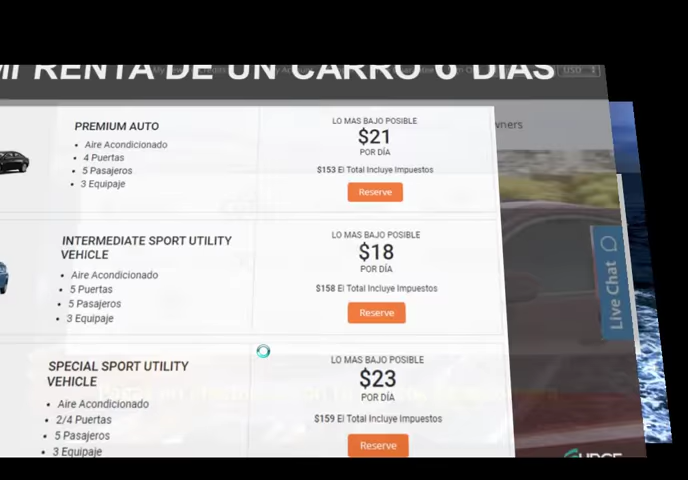 RENTA DE UN CARRO 6 DIAS
USD
PREMIUM AUTO
Aire Acondicionado
4 Puertas
5 Pasajeros
3 Equipaje
LO MAS BAJO POSIBLE
$21
POR DÍA
$153 El Total Incluye Impuestos
Reserve
INTERMEDIATE SPORT UTILITY
VEHICLE
Aire Acondicionado
5 Puertas
5 Pasajeros
3 Equipaje
LO MAS BAJO POSIBLE
$18
POR DÍA
$158 El Total Incluye Impuestos
Reserve
Live Chat
SPECIAL SPORT UTILITY
VEHICLE
Aire Acondicionado
2/4 Puertas
5 Pasajeros
3 Equipaje
LO MAS BAJO POSIBLE
$23
POR DÍA
$159 El Total Incluye Impuestos
Reserve